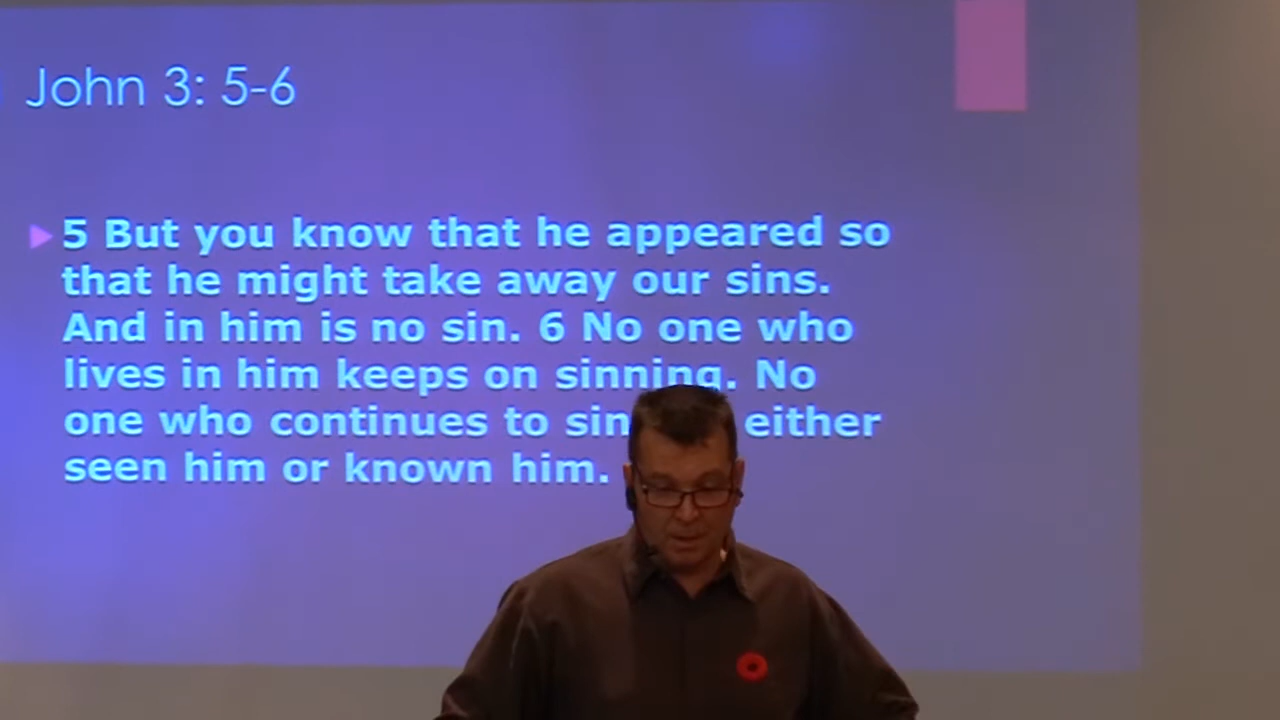 John 3: 5-6
5 But you know that he appeared so
that he might take away our sins.
And in him is no sin. 6 No one who
lives in him keeps on sinning. No
one who continues to sin either
seen him or known him.